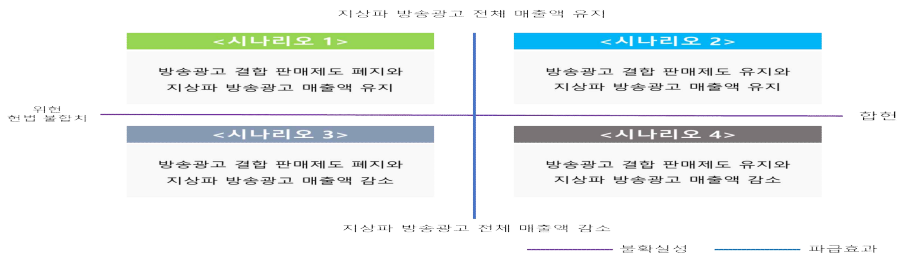 지상파 방송광고 전체 매출액 유지
<시나리오 1>
방송광고 결합 판매제도 폐지와
지상파 방송광고 매출액 유지
<시나리오 2>
방송광고 결합 판매제도 유지와
지상파 방송광고 매출액 유지
위헌
헌법 불합치
합헌
<시나리오 3>
방송광고 결합 판매제도 폐지와
지상파 방송광고 매출액 감소
<시나리오 4>
방송광고 결합 판매제도 유지와
지상파 방송광고 매출액 감소
지상파 방송광고 전체 매출액 감소
불확실성
파급효과